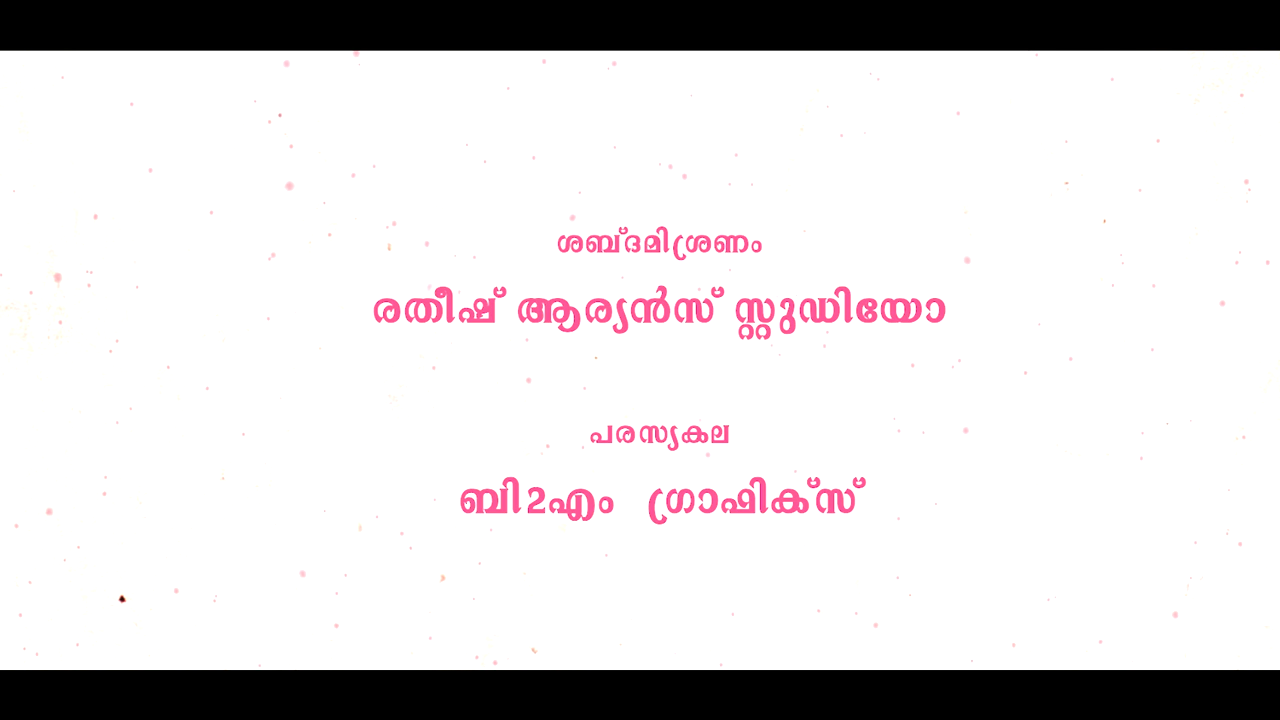 ശബ്ദമിശ്രണം
രതീഷ് ആര്യൻസ് സ്റ്റുഡിയോ
പരസ്യകല
ബി2എം ഗ്രാഫിക്സ്